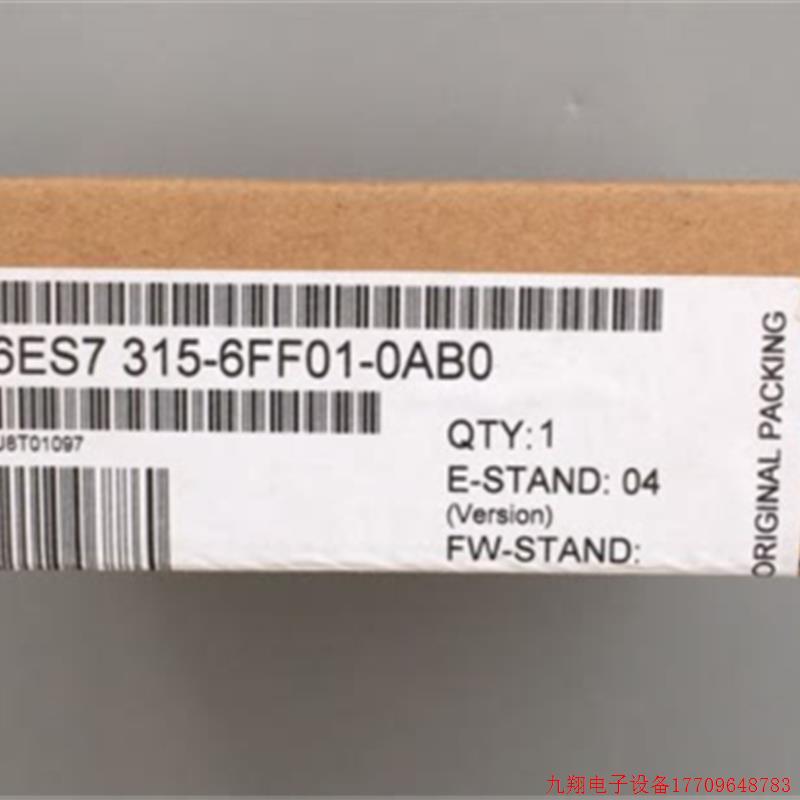 6ES7 315-6FF01-0AB0
J8T01097
QTY: 1
E-STAND: 04
(Version)
FW-STAND:
ORIGINAL PACKING
九翔电子设备17709648783